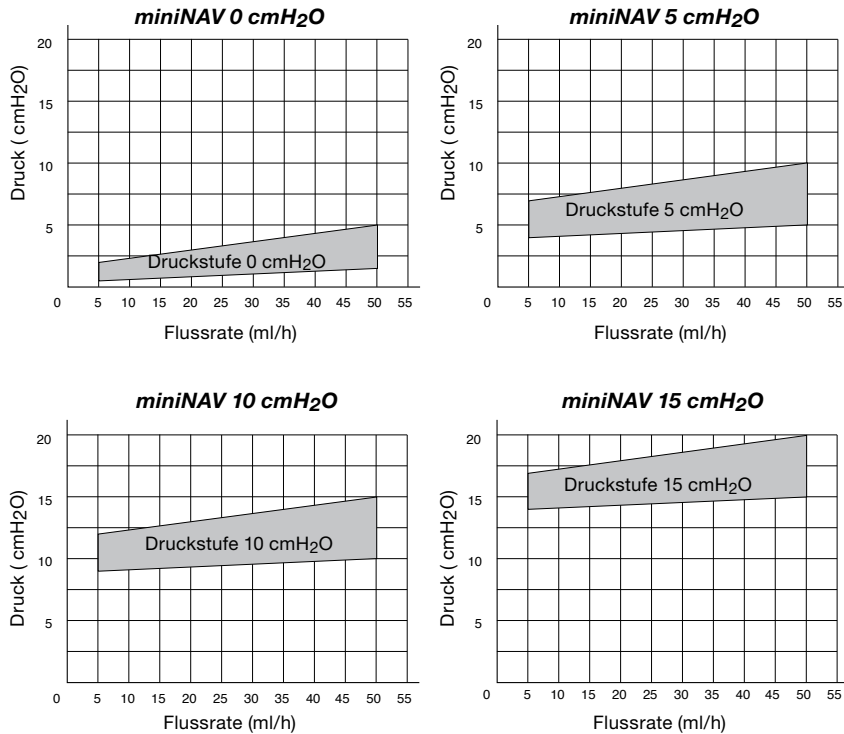 miniNAV 0 cmH2O
20
15
10
5
0
Druck ( cmH2O)
Druckstufe 0 cmH2O
5 10 15 20 25 30 35 40 45 50 55
Flussrate (ml/h)
miniNAV 5 cmH2O
20
15
10
5
0
Druck ( cmH2O)
Druckstufe 5 cmH2O
5 10 15 20 25 30 35 40 45 50 55
Flussrate (ml/h)
miniNAV 10 cmH2O
20
15
10
5
0
Druck ( cmH2O)
Druckstufe 10 cmH2O
5 10 15 20 25 30 35 40 45 50 55
Flussrate (ml/h)
miniNAV 15 cmH2O
20
15
10
5
0
Druck ( cmH2O)
Druckstufe 15 cmH2O
5 10 15 20 25 30 35 40 45 50 55
Flussrate (ml/h)